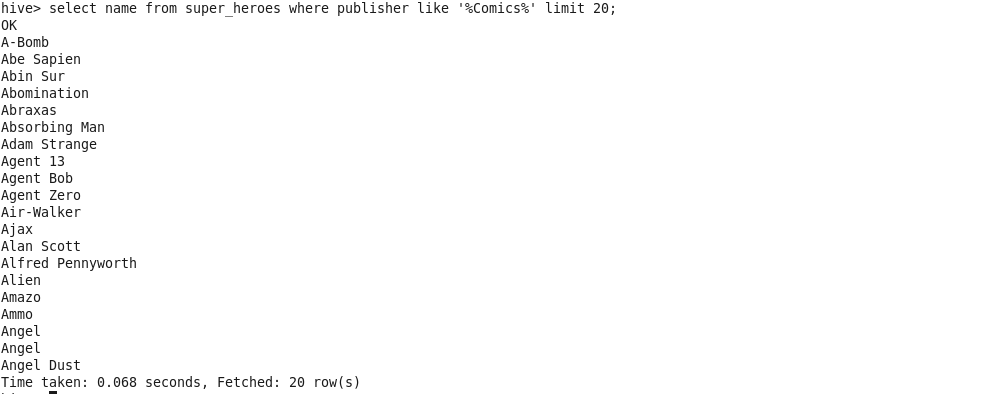 hive> select name from super_heroes where publisher like '%Comics%' limit 20;
OK
A-Bomb
Abe Sapien
Abin Sur
Abomination
Abraxas
Absorbing Man
Adam Strange
Agent 13
Agent Bob
Agent Zero
Air-Walker
Ajax
Alan Scott
Alfred Pennyworth
Alien
Amazo
Ammo
Angel
Angel
Angel Dust
Time taken: 0.068 seconds, Fetched: 20 row(s)